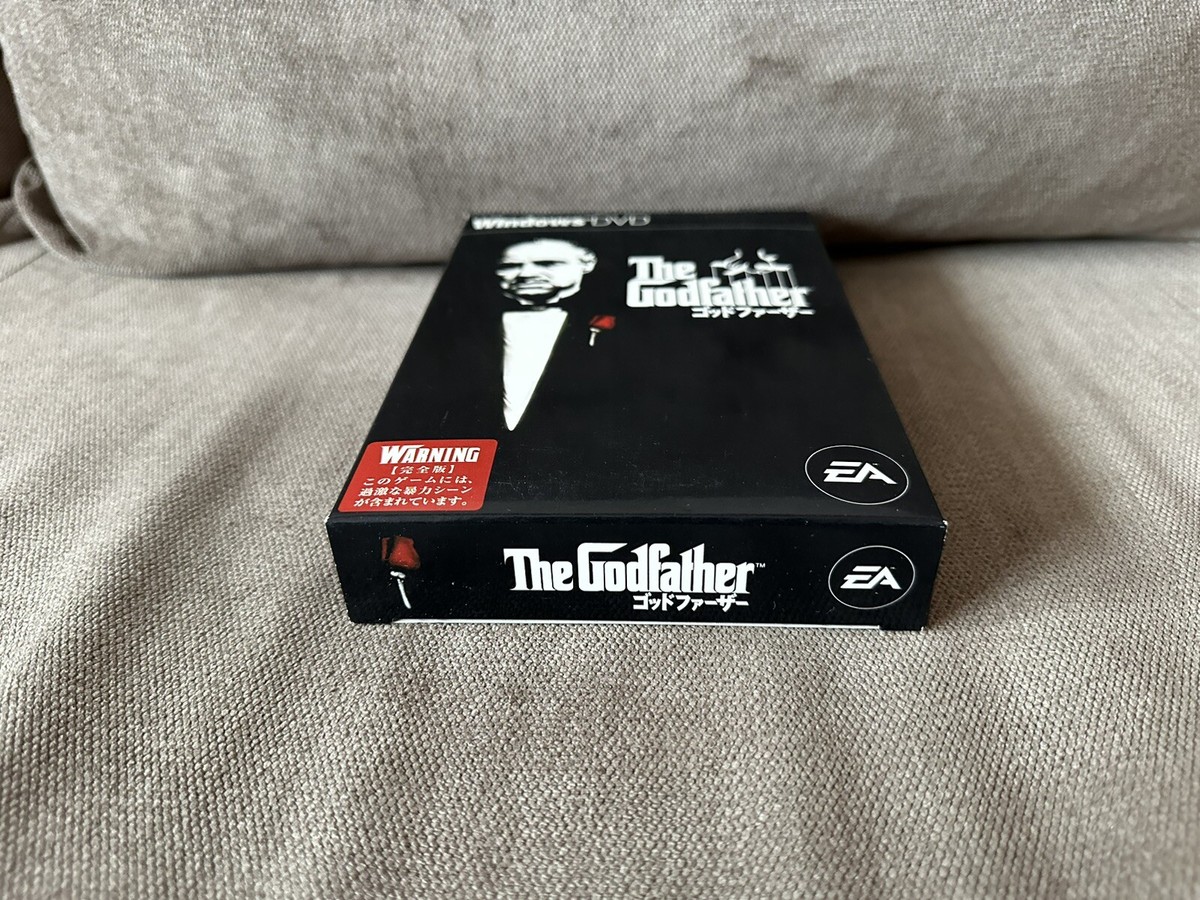 Windows DVD
The
Godfather
ゴッドファーザー
WARNING
【完全版】
このゲームには、
過激な暴力シーン
が含まれています。
EA
The Godfather™
ゴッドファーザー
EA